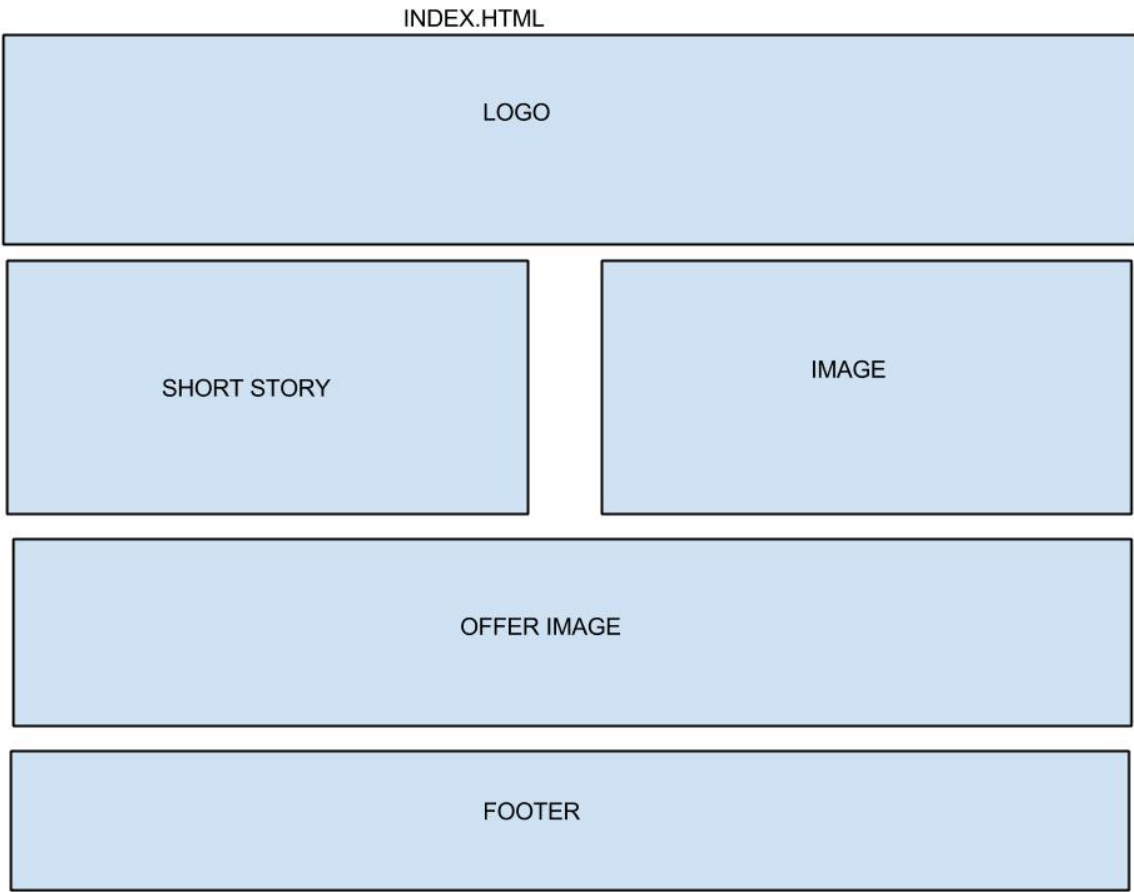 INDEX.HTML
LOGO
SHORT STORY
IMAGE
OFFER IMAGE
FOOTER